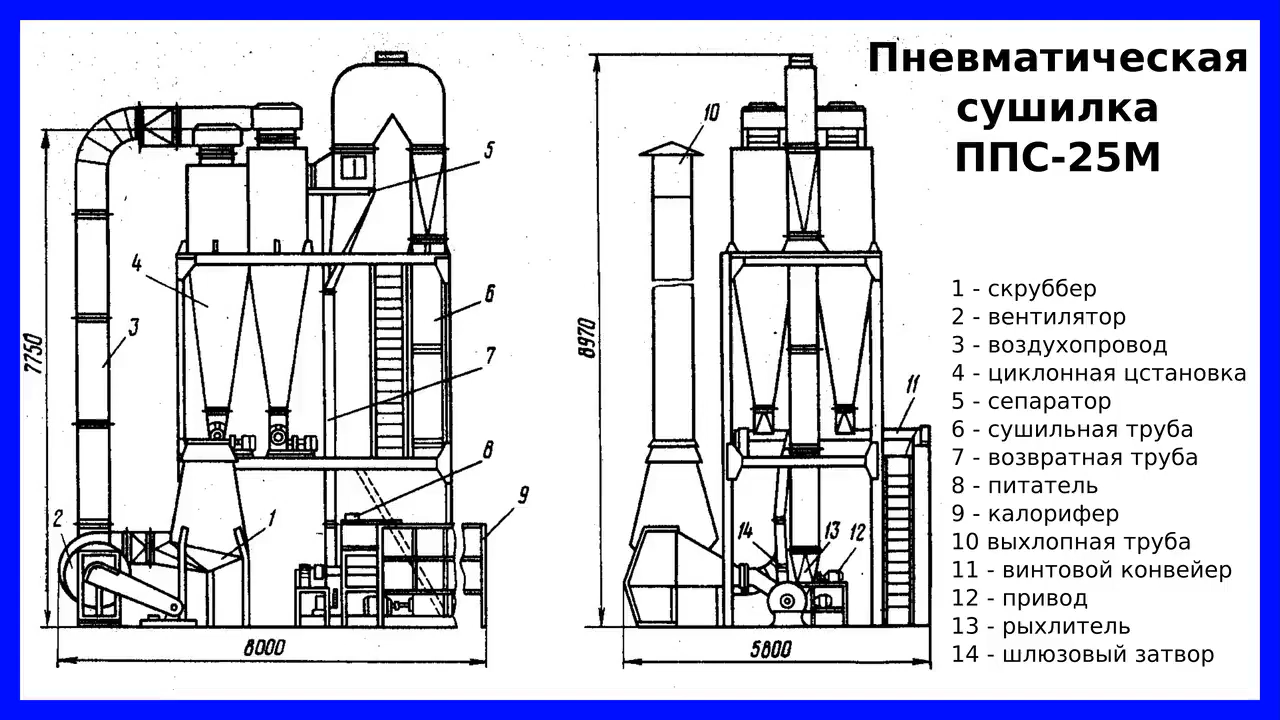 Пневматическая
сушилка
ППС-25М
1 - скруббер
2 - вентилятор
3 - воздухопровод
4 - циклонная цстановка
5 - сепаратор
6 - сушильная труба
7 - возвратная труба
8 - питатель
9 - калорифер
10 выхлопная труба
11 - винтовой конвейер
12 - привод
13 - рыхлитель
14 - шлюзовый затвор
7750
8000
1
2
3
4
5
6
7
8
9
8970
5800
10
11
12
13
14